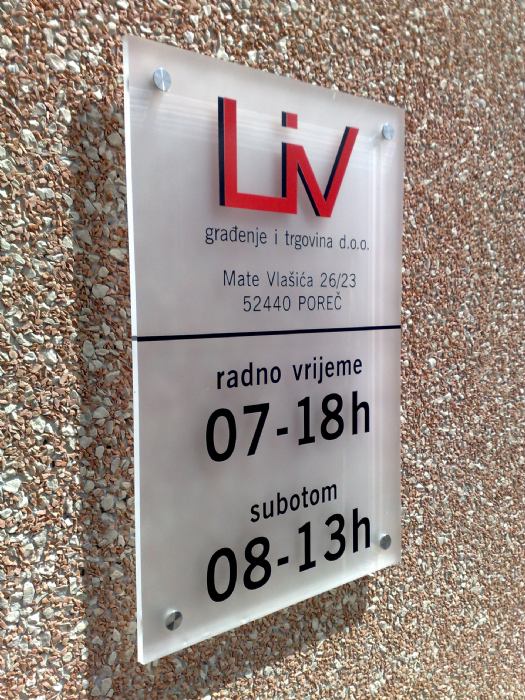 LIV
građenje i trgovina d.o.o.
Mate Vlašića 26/23
52440 POREČ
radno vrijeme
07-18h
subotom
08-13h